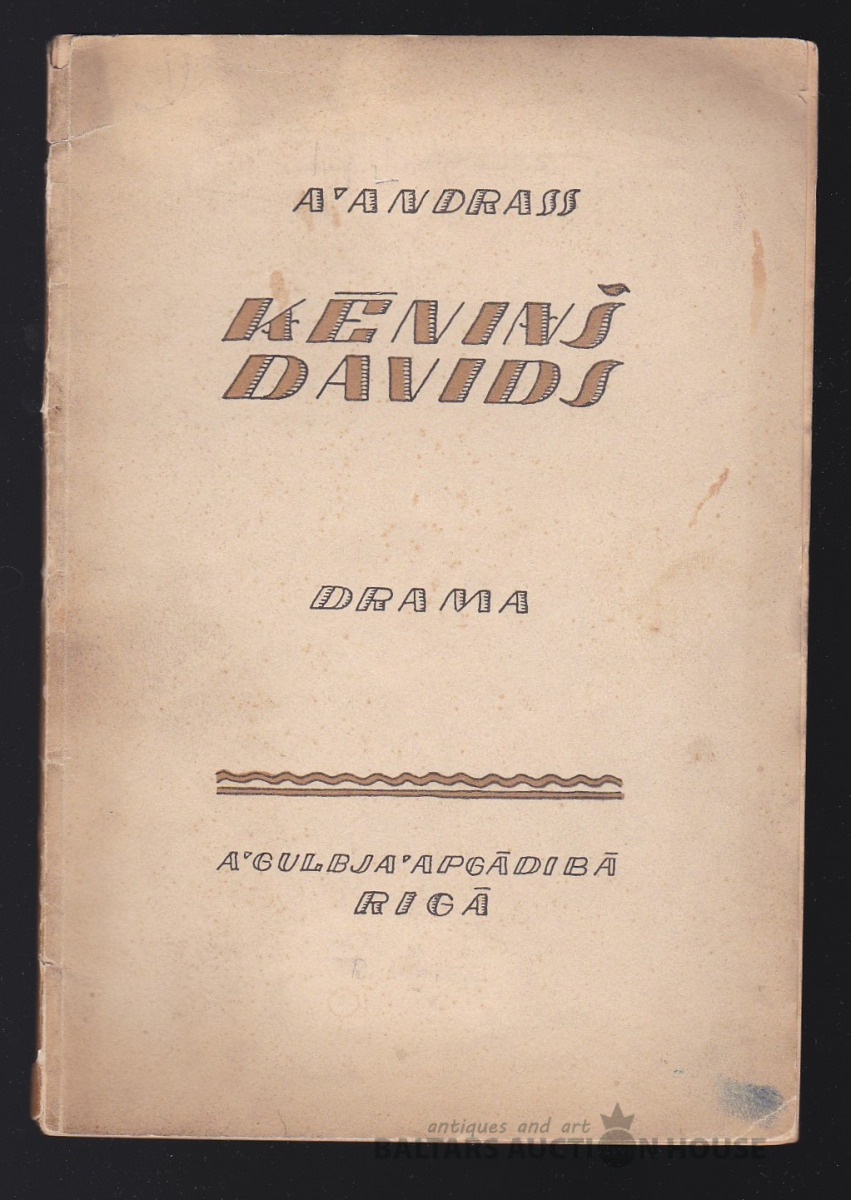 A'ANDRASS
ĶĒNIŅŠ
DAVIDS
DRAMA
A'GULBJA'APGĀDIBĀ
RIGĀ
antiques and art
BALTARS AUCTION HOUSE